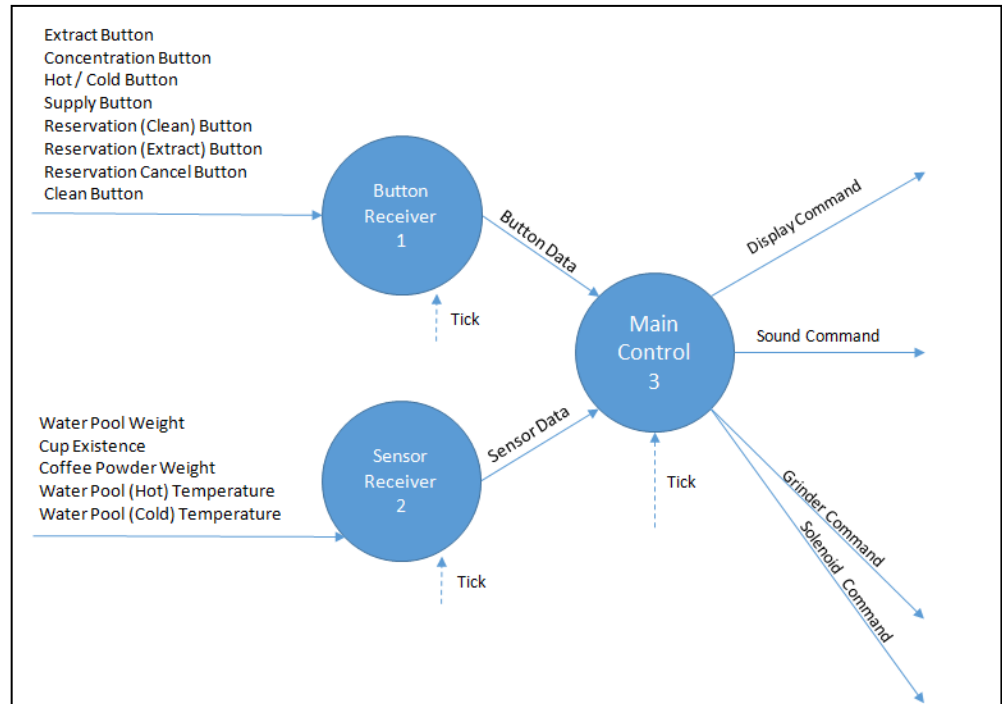 Extract Button
Concentration Button
Hot / Cold Button
Supply Button
Reservation (Clean) Button
Reservation (Extract) Button
Reservation Cancel Button
Clean Button
Button
Receiver
1
Tick
Button Data
Water Pool Weight
Cup Existence
Coffee Powder Weight
Water Pool (Hot) Temperature
Water Pool (Cold) Temperature
Sensor
Receiver
2
Tick
Sensor Data
Main
Control
3
Tick
Display Command
Sound Command
Grinder Command
Solenoid Command